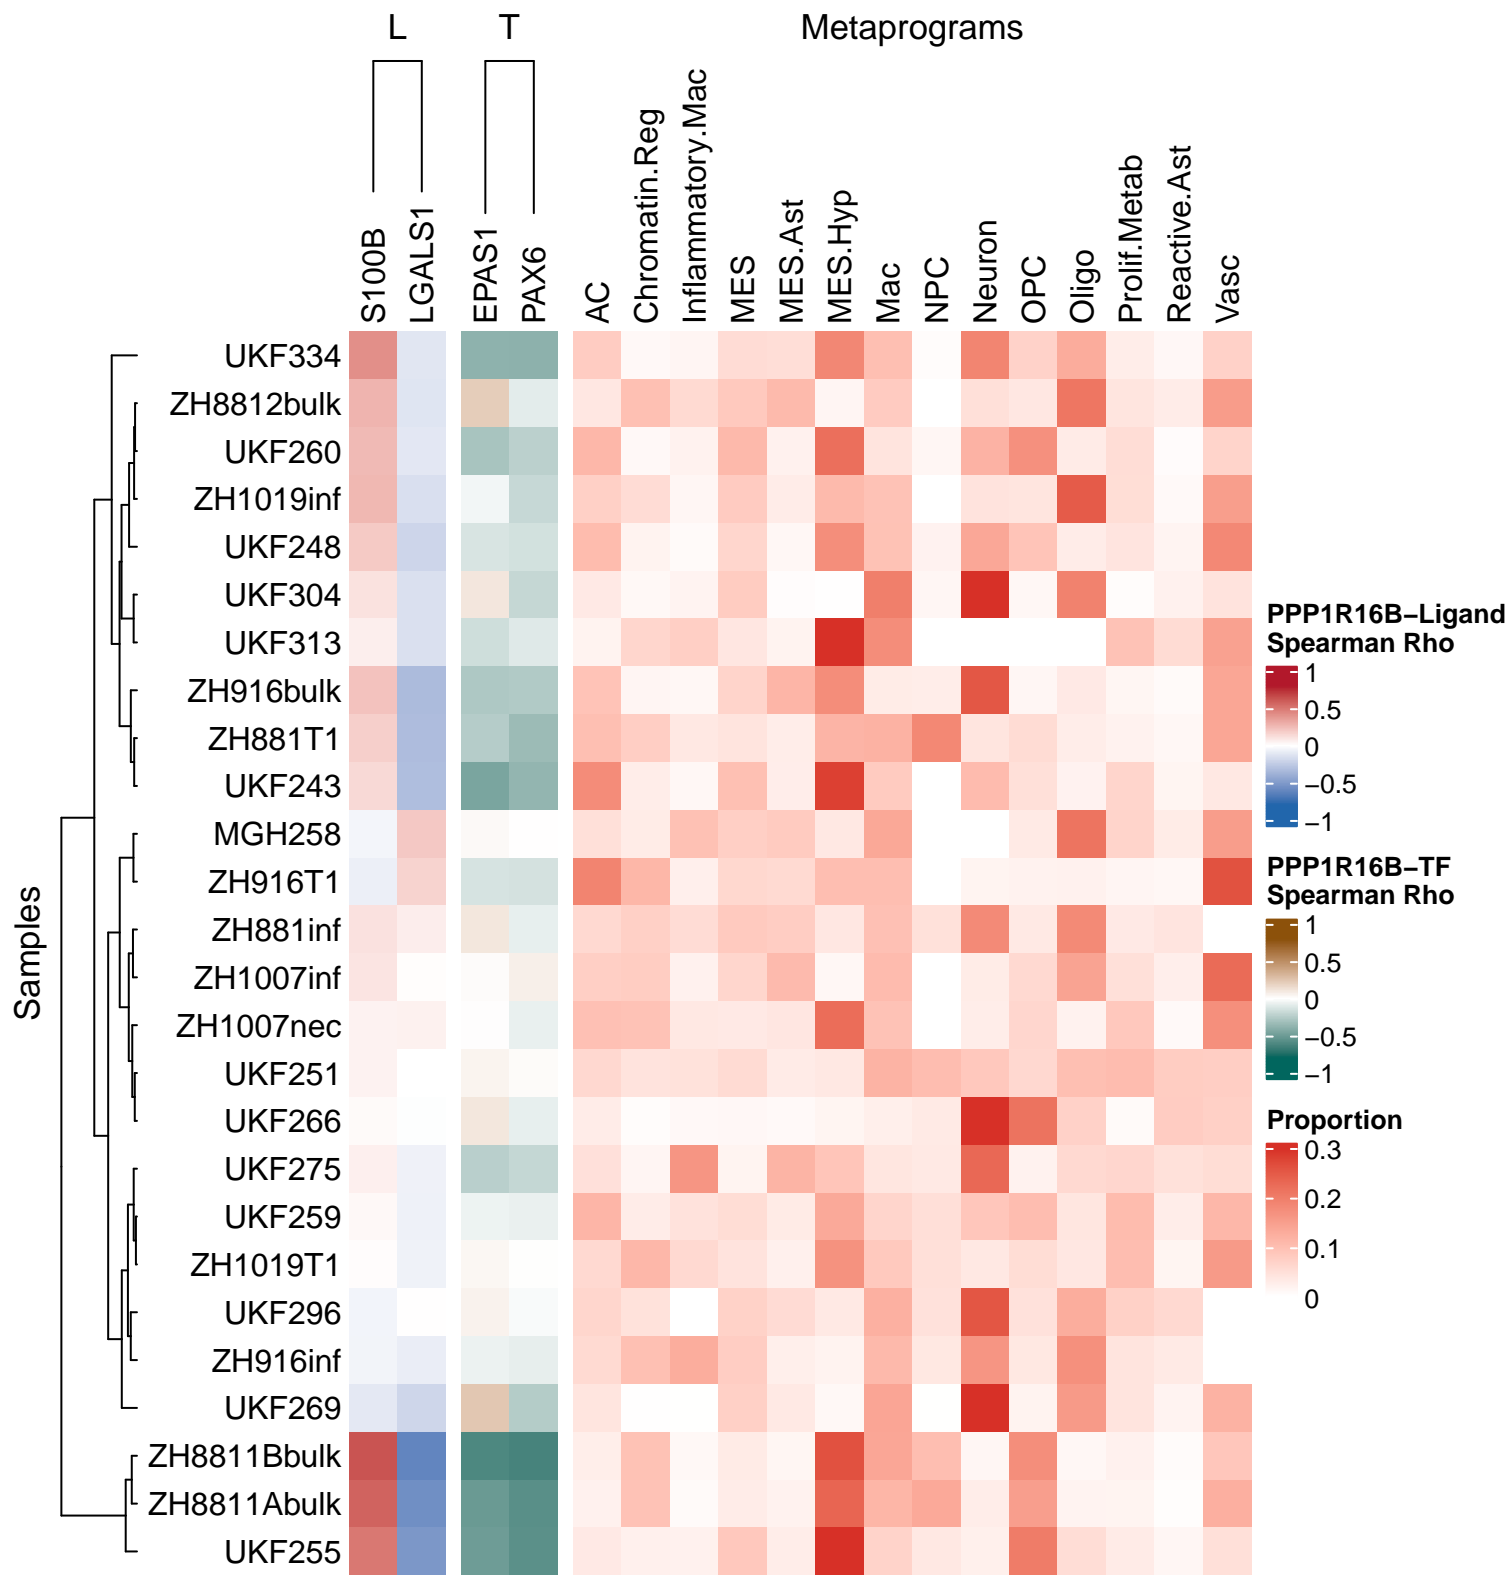 L
T
Metaprograms
S100B
LGALS1
EPAS1
PAX6
AC
Chromatin.Reg
Inflammatory.Mac
MES
MES.Ast
MES.Hyp
Mac
NPC
Neuron
OPC
Oligo
Prolif.Metab
Reactive.Ast
Vasc
Samples
UKF334
ZH8812bulk
UKF260
ZH1019inf
UKF248
UKF304
UKF313
ZH916bulk
ZH881T1
UKF243
MGH258
ZH916T1
ZH881inf
ZH1007inf
ZH1007nec
UKF251
UKF266
UKF275
UKF259
ZH1019T1
UKF296
ZH916inf
UKF269
ZH8811Bbulk
ZH8811Abulk
UKF255
PPP1R16B−Ligand
Spearman Rho
1
0.5
0
−0.5
−1
PPP1R16B−TF
Spearman Rho
1
0.5
0
−0.5
−1
Proportion
0.3
0.2
0.1
0